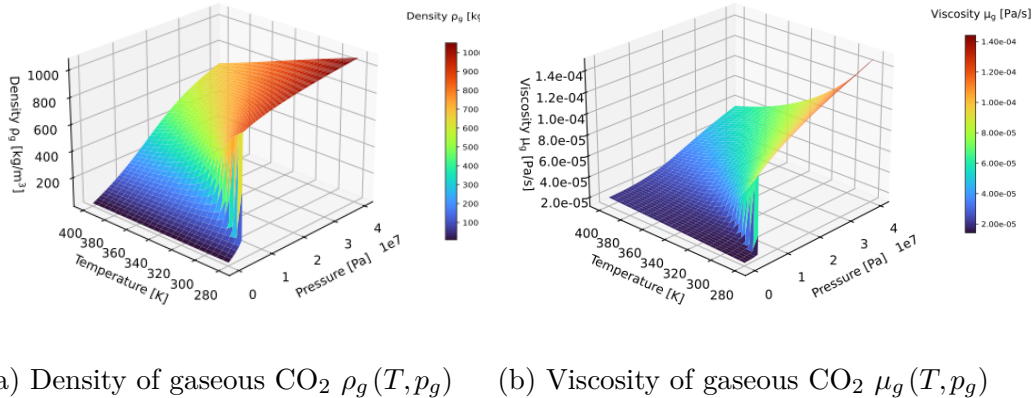 Density ρg [kg
Density ρg [kg/m³]
1000
800
600
400
200
400
380
360
340
320
300
280
Temperature [K]
0
1
2
3
4
1e7
Pressure [Pa]
1000
900
800
700
600
500
400
300
200
100
Viscosity μg [Pa/s]
Viscosity μg [Pa/s]
1.4e-04
1.2e-04
1.0e-04
8.0e-05
6.0e-05
4.0e-05
2.0e-05
400
380
360
340
320
300
280
Temperature [K]
0
1
2
3
4
1e7
Pressure [Pa]
1.40e-04
1.20e-04
1.00e-04
8.00e-05
6.00e-05
4.00e-05
2.00e-05
a) Density of gaseous CO₂ ρg (T, pg)
(b) Viscosity of gaseous CO₂ μg (T, pg)